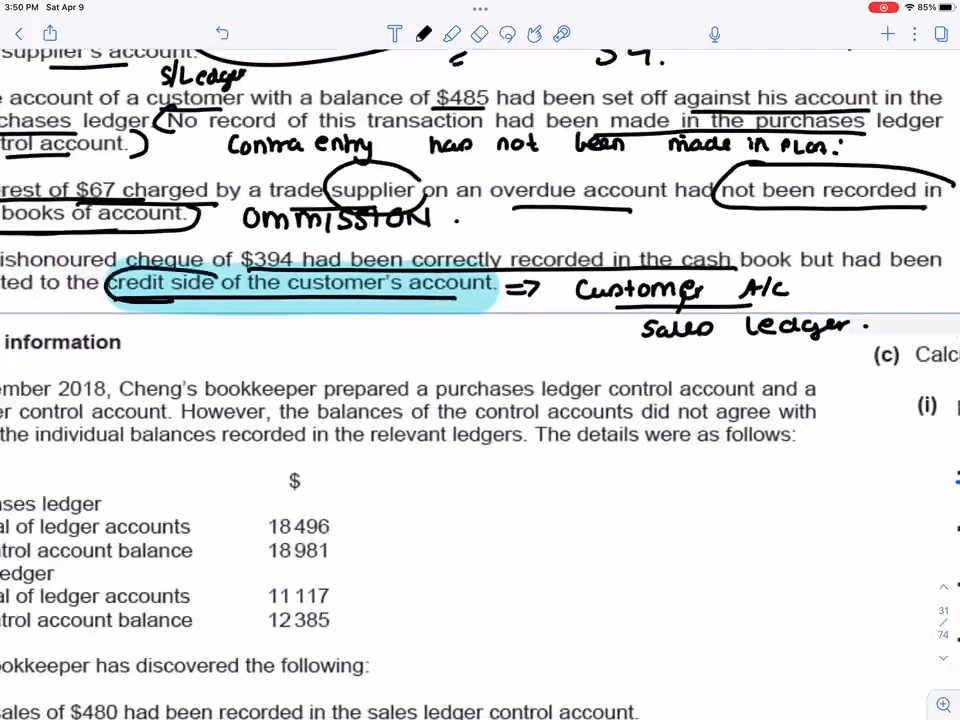 3:50 PM Sat Apr 9
85%
supplier's account.
S/Ledger
e account of a customer with a balance of $485 had been set off against his account in the
chases ledger. No record of this transaction had been made in the purchases ledger
trol account.) Contra entry has not been made in PLCA.
rest of $67 charged by a trade supplier on an overdue account had not been recorded in
books of account. OMMISSION.
ishonoured cheque of $394 had been correctly recorded in the cash book but had been
ted to the credit side of the customer's account. => Customer A/C
Sales Ledger.
information
(c) Calc
ember 2018, Cheng's bookkeeper prepared a purchases ledger control account and a
er control account. However, the balances of the control accounts did not agree with
(i)
the individual balances recorded in the relevant ledgers. The details were as follows:
$
ases ledger
al of ledger accounts 18 496
ntrol account balance 18 981
edger
al of ledger accounts 11 117
ntrol account balance 12 385
31
/
74
ookkeeper has discovered the following:
sales of $480 had been recorded in the sales ledger control account.